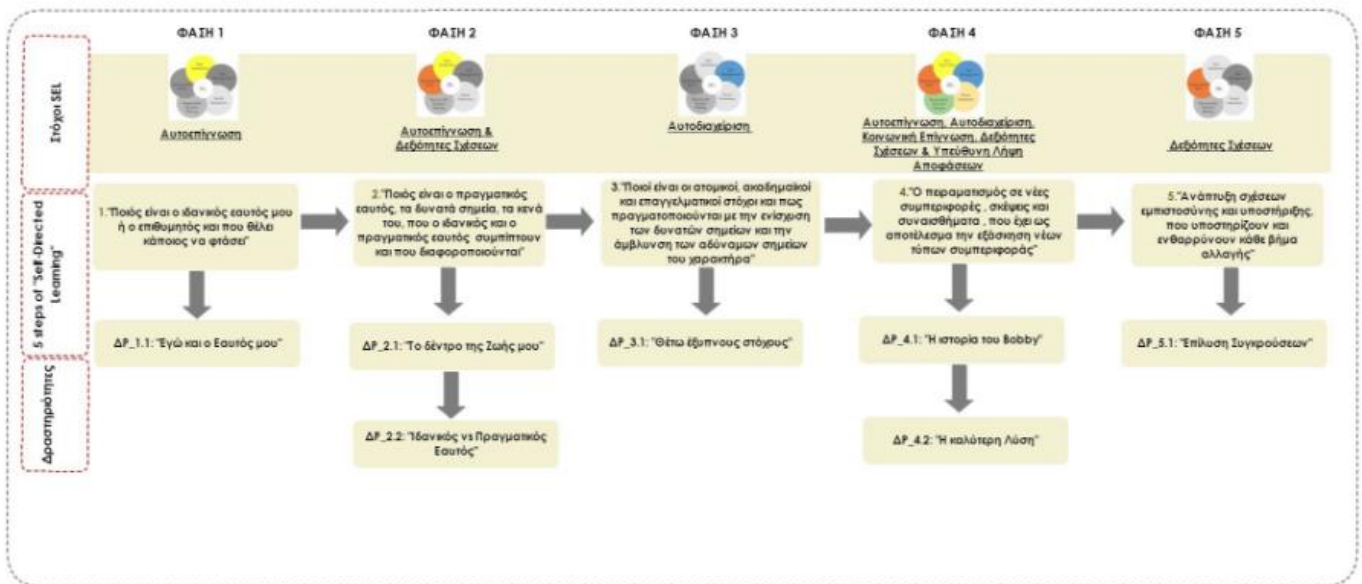 ΦΑΣΗ 1
ΦΑΣΗ 2
ΦΑΣΗ 3
ΦΑΣΗ 4
ΦΑΣΗ 5
Στόχοι SEL
Αυτοεπίγνωση
Αυτοεπίγνωση &
Δεξιότητες Σχέσεων
Αυτοδιαχείριση
Αυτοεπίγνωση, Αυτοδιαχείριση,
Κοινωνική Επίγνωση, Δεξιότητες
Σχέσεων & Υπεύθυνη Λήψη
Αποφάσεων
Δεξιότητες Σχέσεων
5 steps of "Self-Directed
Learning"
1."Ποιός είναι ο ιδανικός εαυτός μου
ή ο επιθυμητός και που θέλει
κάποιος να φτάσει"
2."Ποιός είναι ο πραγματικός
εαυτός, τα δυνατά σημεία, τα κενά
του, που ο ιδανικός και ο
πραγματικός εαυτός συμπίπτουν
και που διαφοροποιούνται"
3."Ποιοί είναι οι ατομικοί, ακαδημαϊκοί
και επαγγελματικοί στόχοι και πως
πραγματοποιούνται με την ενίσχυση
των δυνατών σημείων και την
άμβλυνση των αδύναμων σημείων
του χαρακτήρα"
4."Ο πειραματισμός σε νέες
συμπεριφορές , σκέψεις και
συναισθήματα , που έχει ως
αποτέλεσμα την εξάσκηση νέων
τύπων συμπεριφοράς"
5."Ανάπτυξη σχέσεων
εμπιστοσύνης και υποστήριξης,
που υποστηρίζουν και
ενθαρρύνουν κάθε βήμα
αλλαγής"
Δραστηριότητες
ΔΡ_1.1: "Εγώ και ο Εαυτός μου"
ΔΡ_2.1: "Το δέντρο της Ζωής μου"
ΔΡ_3.1: "Θέτω έξυπνους στόχους"
ΔΡ_4.1: "Η ιστορία του Bobby"
ΔΡ_5.1: "Επίλυση Συγκρούσεων"
ΔΡ_2.2: "Ιδανικός vs Πραγματικός
Εαυτός"
ΔΡ_4.2: "Η καλύτερη Λύση"